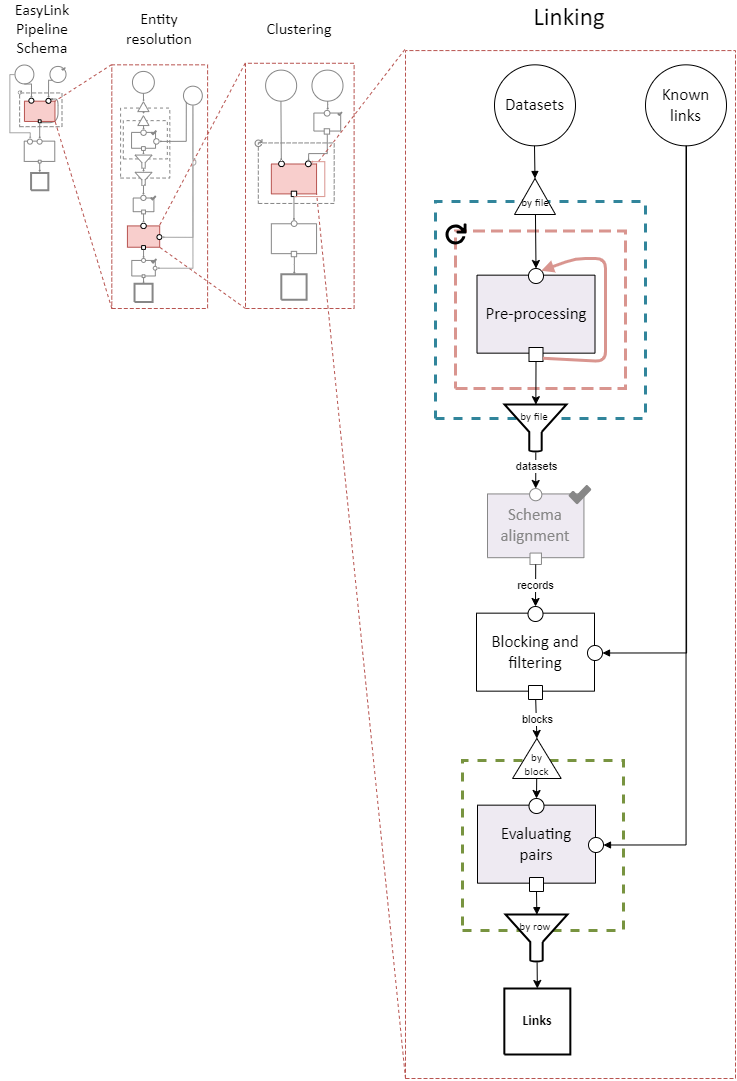 EasyLink
Pipeline
Schema
Entity
resolution
Clustering
Linking
Datasets
Known
links
by file
Pre-processing
by file
datasets
Schema
alignment
records
Blocking and
filtering
blocks
by
block
Evaluating
pairs
by row
Links